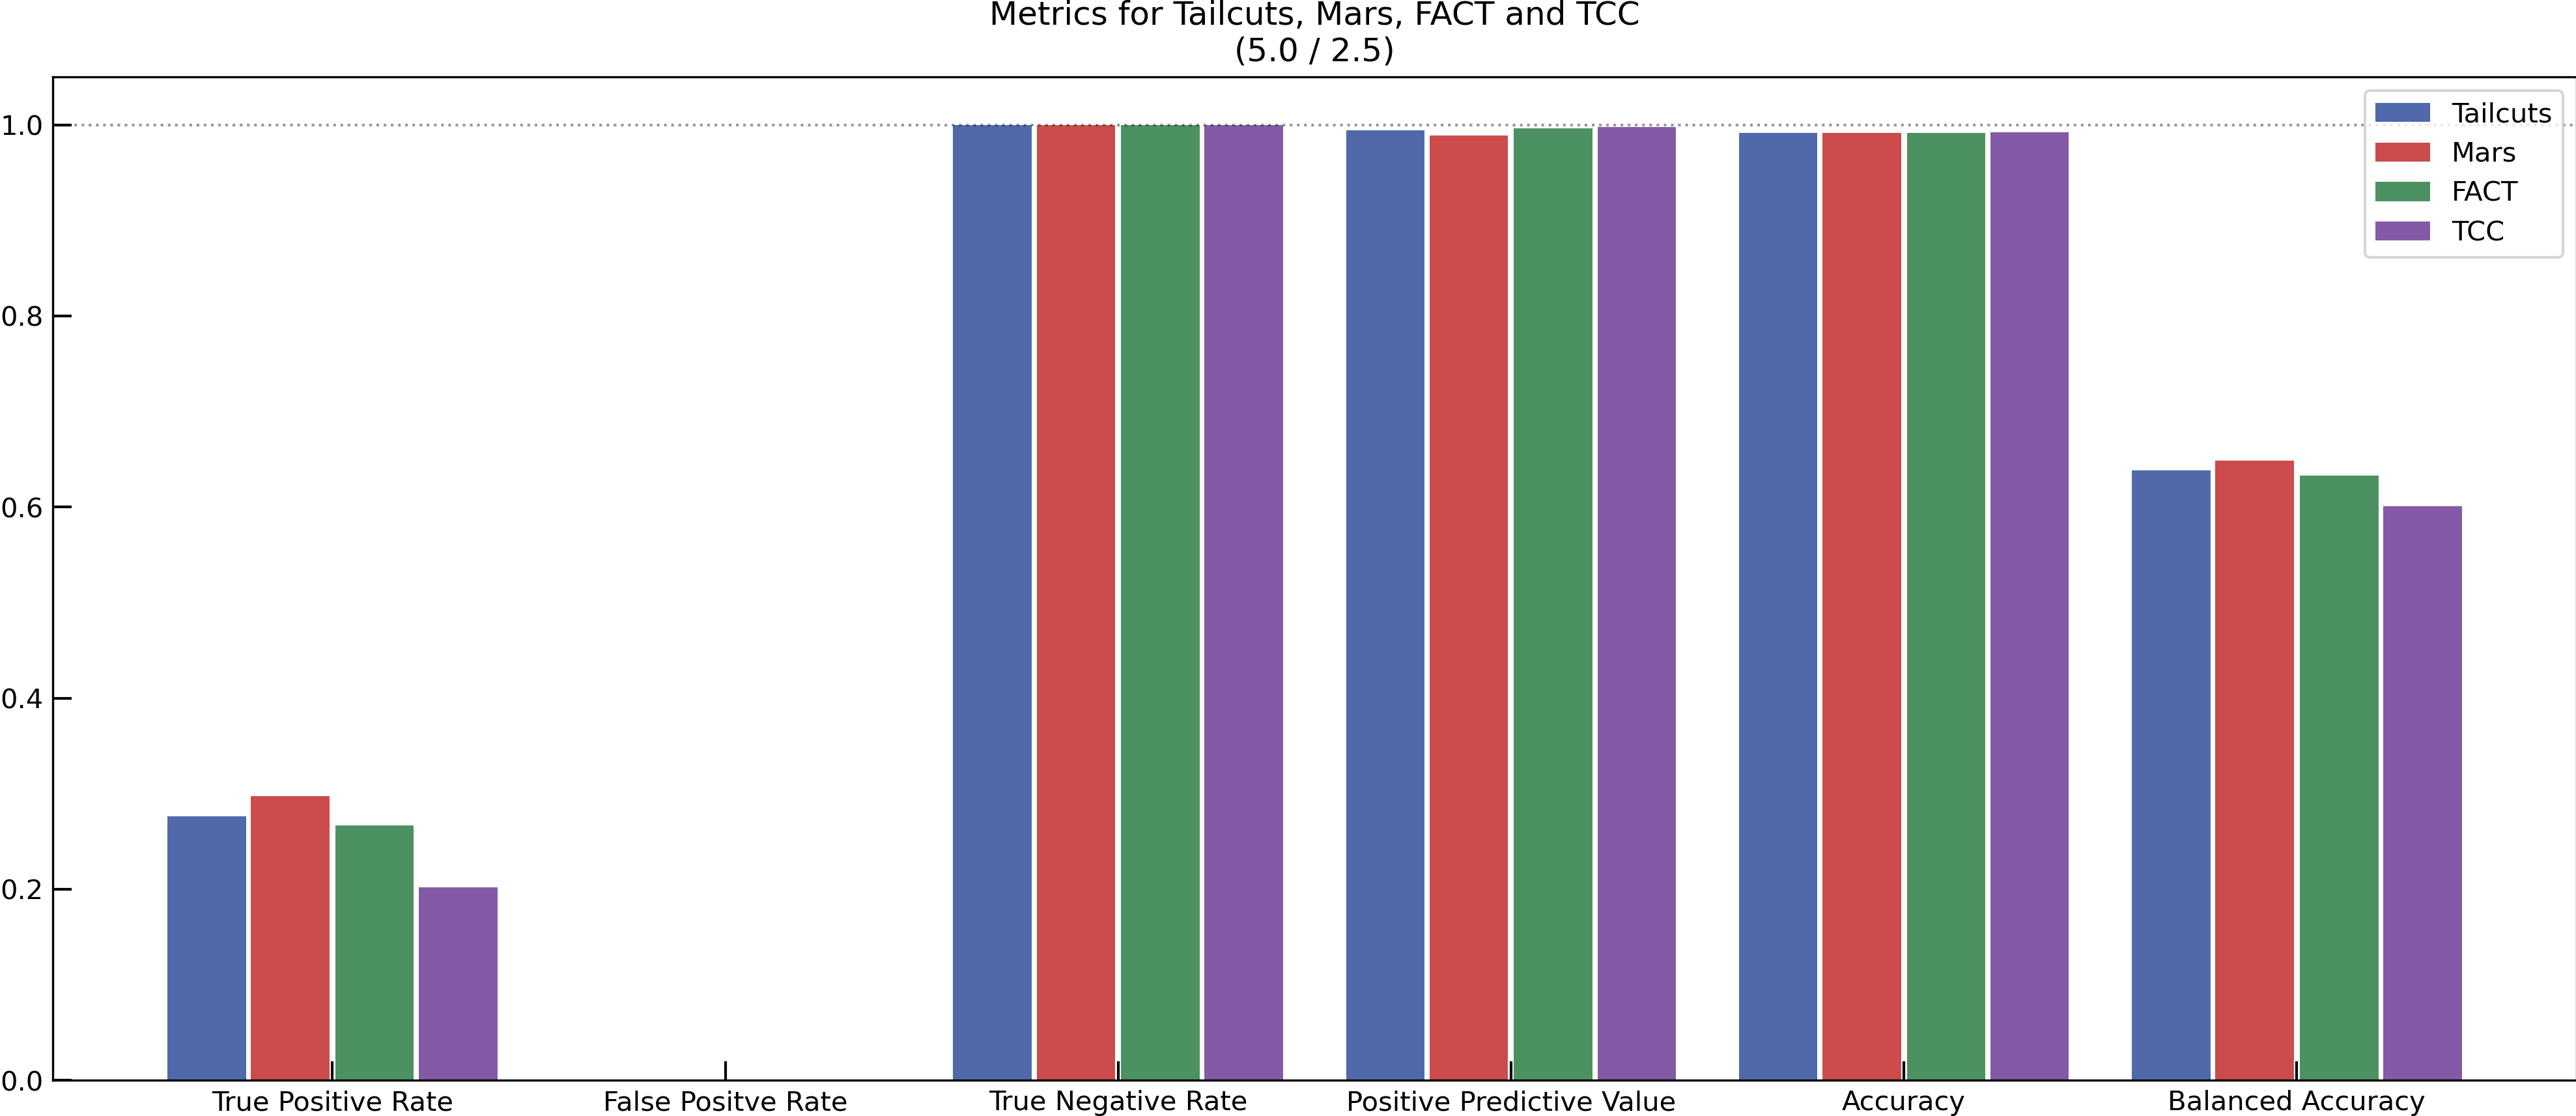 Metrics for Tailcuts, Mars, FACT and TCC
(5.0 / 2.5)
1.0
0.8
0.6
0.4
0.2
0.0
Tailcuts
Mars
FACT
TCC
True Positive Rate
False Positve Rate
True Negative Rate
Positive Predictive Value
Accuracy
Balanced Accuracy